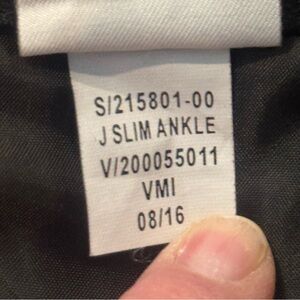 S/215801-00
J SLIM ANKLE
V/200055011
VMI
08/16